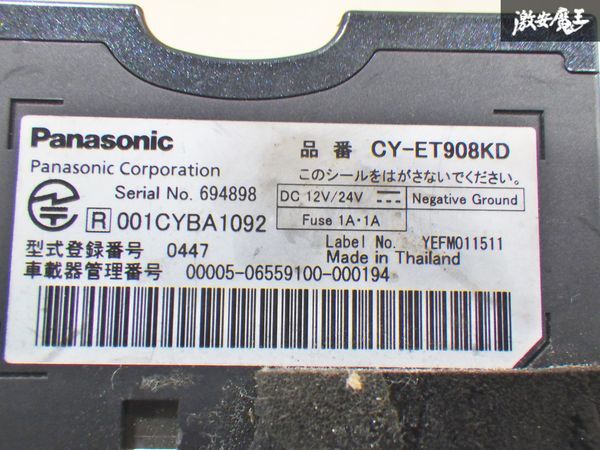 激安魔王
Panasonic 品番 CY-ET908KD
Panasonic Corporation このシールをはがさないでください。
Serial No. 694898 DC 12V/24V Negative Ground
R 001CYBA1092 Fuse 1A・1A
型式登録番号 0447 Label No. YEFM011511
車載器管理番号 Made in Thailand
00005-06559100-000194